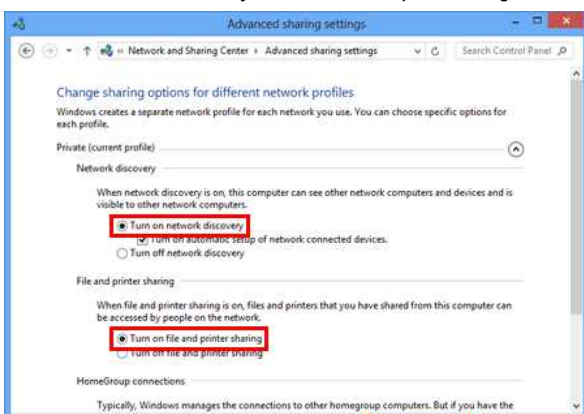 Advanced sharing settings
« Network and Sharing Center › Advanced sharing settings
Search Control Panel
Change sharing options for different network profiles
Windows creates a separate network profile for each network you use. You can choose specific options for
each profile.
Private (current profile)
Network discovery
When network discovery is on, this computer can see other network computers and devices and is
visible to other network computers.
Turn on network discovery
Turn on automatic setup of network connected devices.
Turn off network discovery
File and printer sharing
When file and printer sharing is on, files and printers that you have shared from this computer can
be accessed by people on the network.
Turn on file and printer sharing
Turn off file and printer sharing
HomeGroup connections
Typically, Windows manages the connections to other homegroup computers. But if you have the